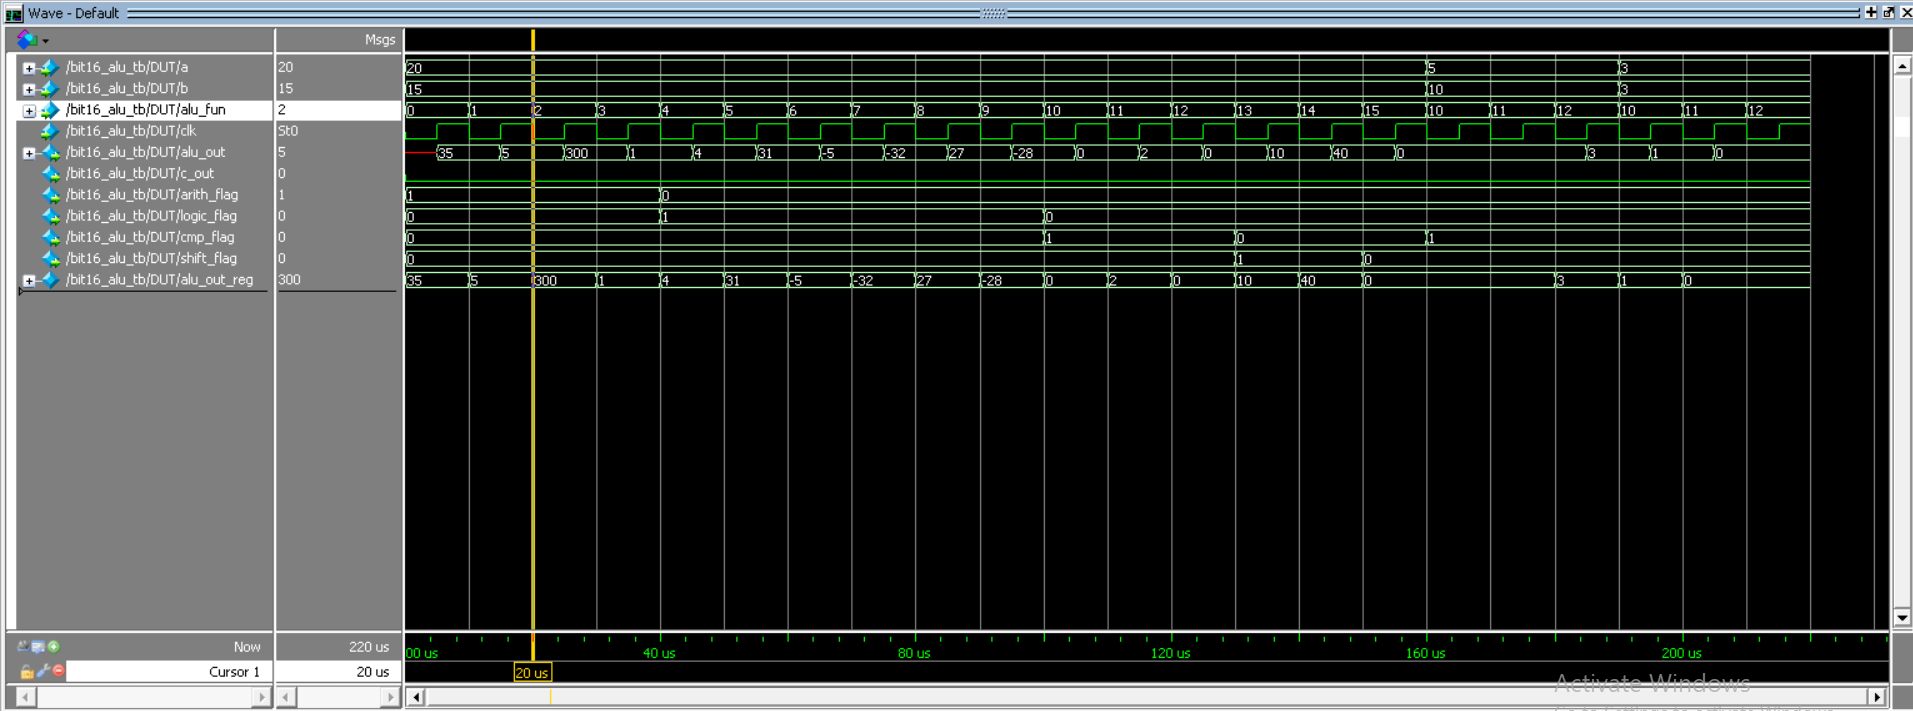 Wave - Default
Msgs
/bit16_alu_tb/DUT/a 20 20 5 3
/bit16_alu_tb/DUT/b 15 15 10 3
/bit16_alu_tb/DUT/alu_fun 2 0 1 2 3 4 5 6 7 8 9 10 11 12 13 14 15 10 11 12 10 11 12
/bit16_alu_tb/DUT/clk St0
/bit16_alu_tb/DUT/alu_out 5 35 5 300 1 4 31 -5 -32 27 -28 0 2 0 10 40 0 3 1 0
/bit16_alu_tb/DUT/c_out 0
/bit16_alu_tb/DUT/arith_flag 1 1 0
/bit16_alu_tb/DUT/logic_flag 0 0 1 0
/bit16_alu_tb/DUT/cmp_flag 0 0 1 0 1
/bit16_alu_tb/DUT/shift_flag 0 0 1 0
/bit16_alu_tb/DUT/alu_out_reg 300 35 5 300 1 4 31 -5 -32 27 -28 0 2 0 10 40 0 3 1 0
Now 220 us 00 us 40 us 80 us 120 us 160 us 200 us
Cursor 1 20 us 20 us
Activate Windows